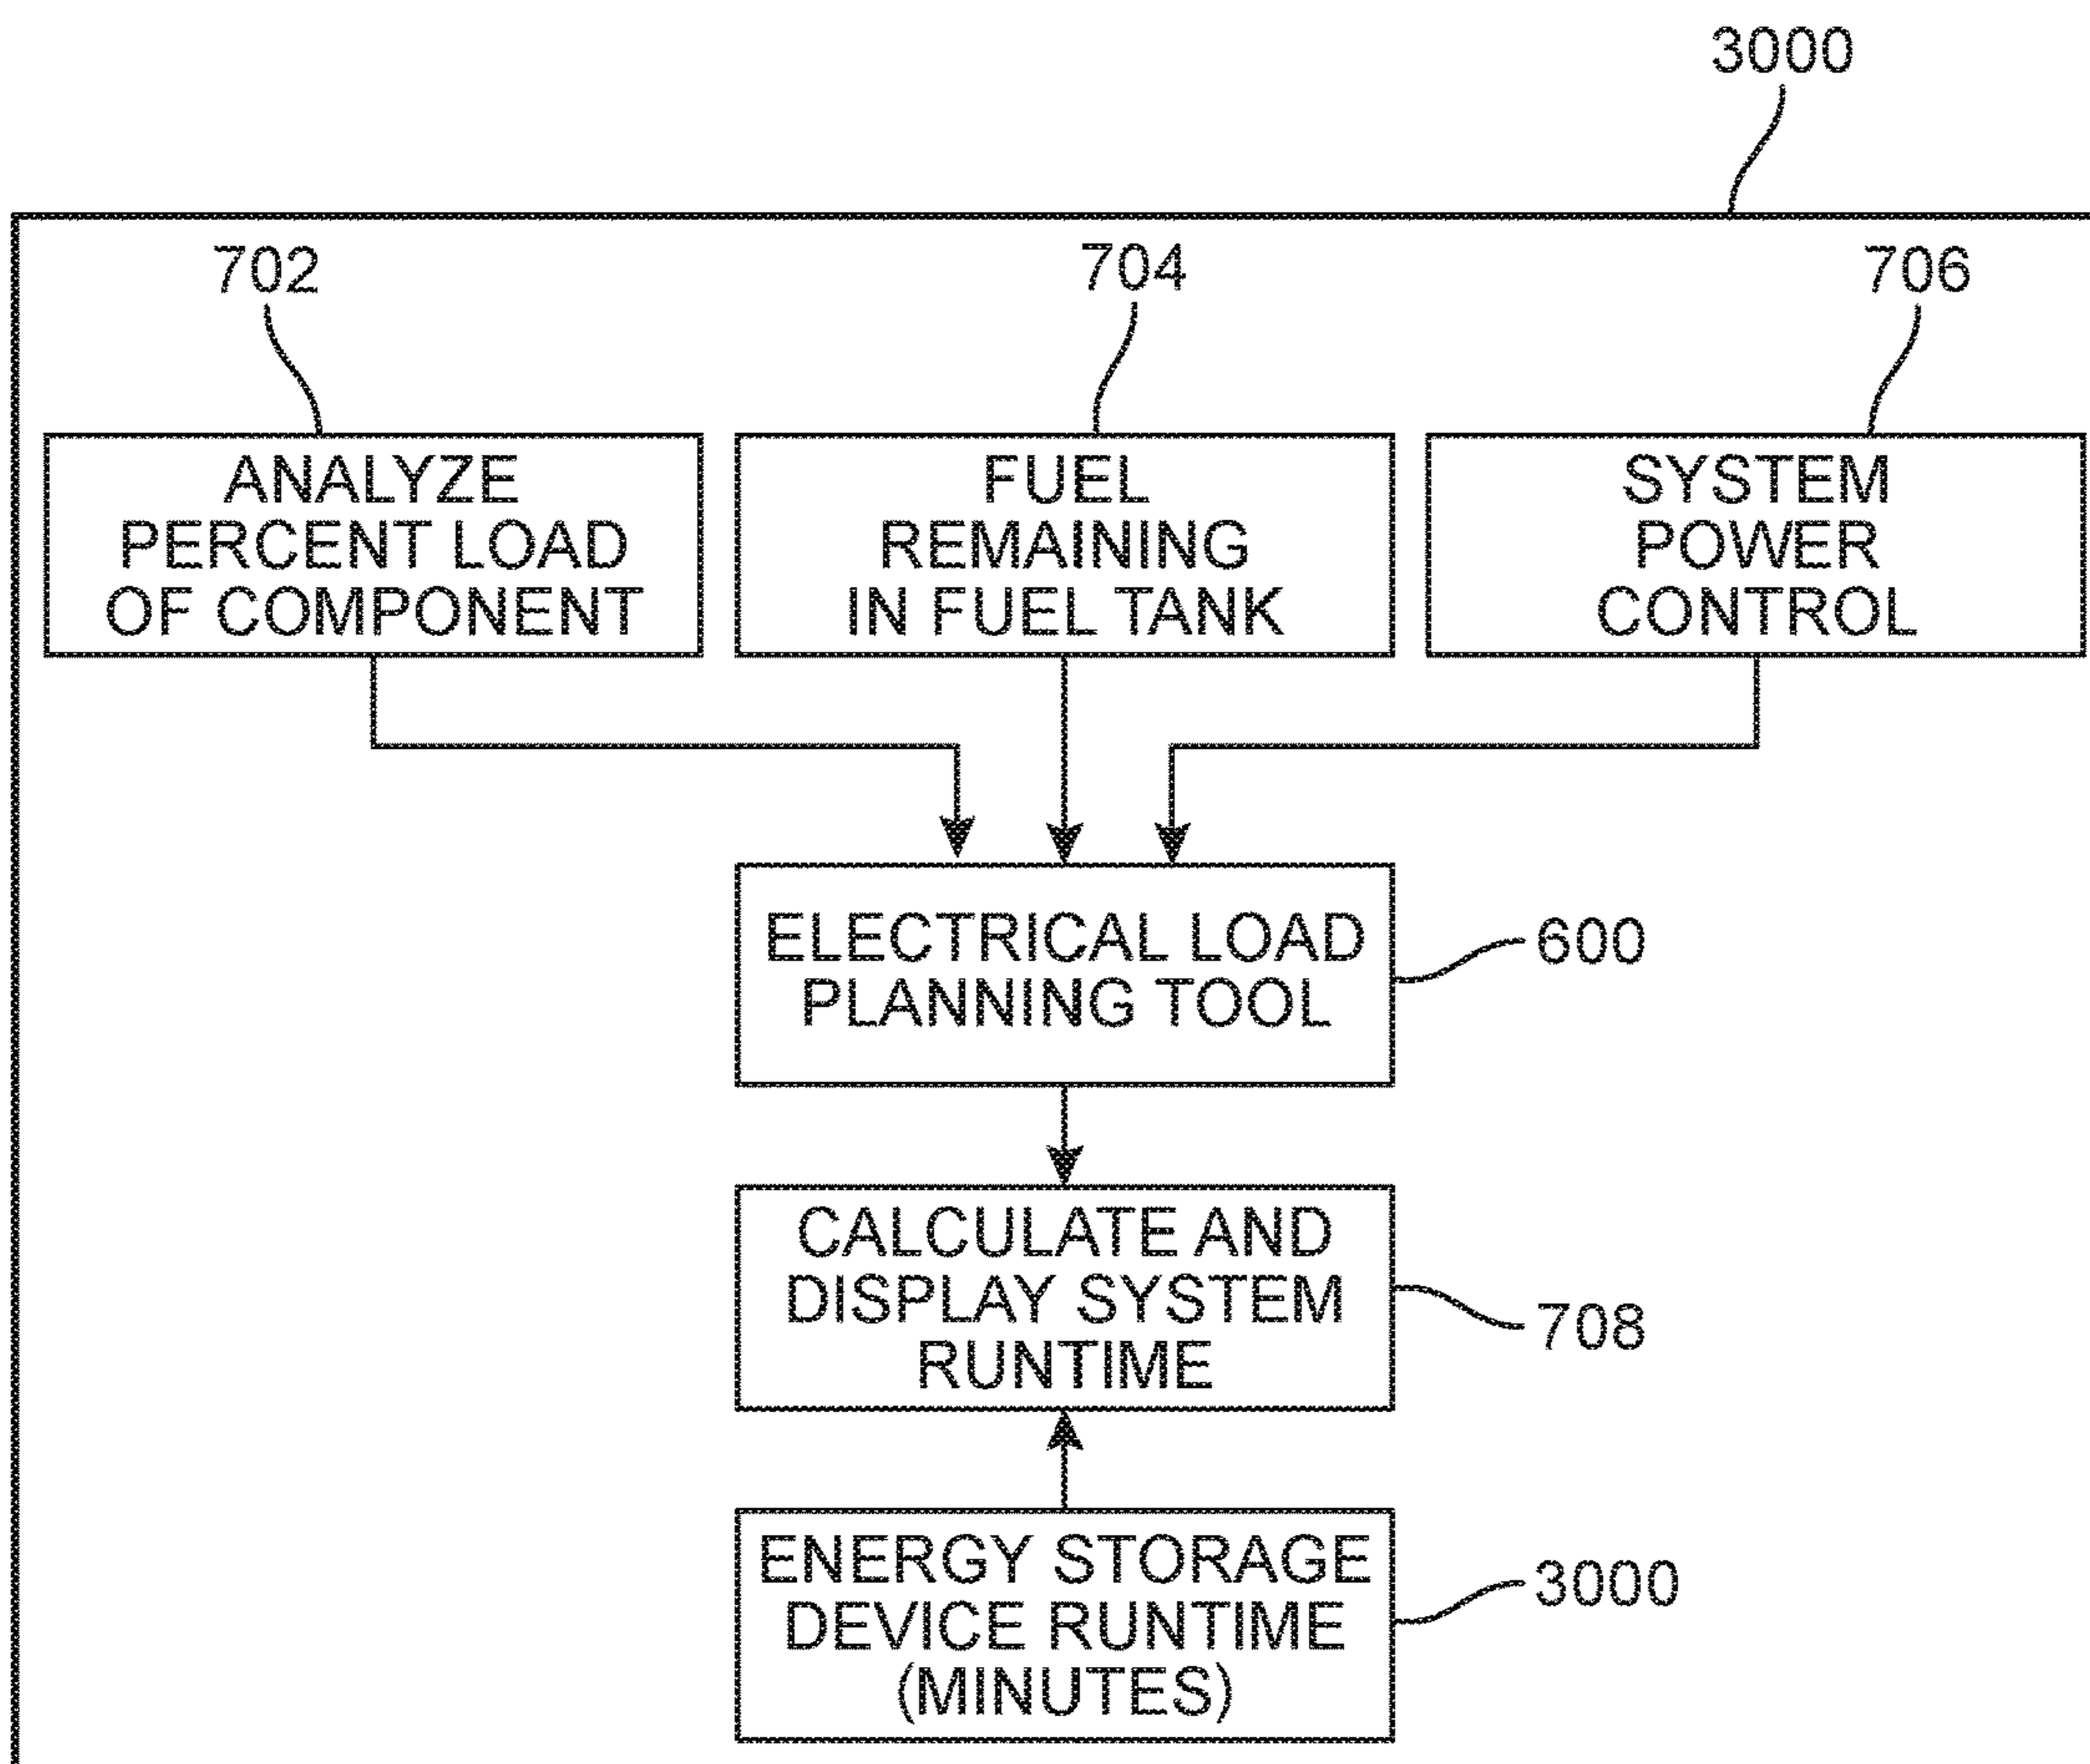 3000
702
704
706
ANALYZE
PERCENT LOAD
OF COMPONENT
FUEL
REMAINING
IN FUEL TANK
SYSTEM
POWER
CONTROL
ELECTRICAL LOAD
PLANNING TOOL
600
CALCULATE AND
DISPLAY SYSTEM
RUNTIME
708
ENERGY STORAGE
DEVICE RUNTIME
(MINUTES)
3000